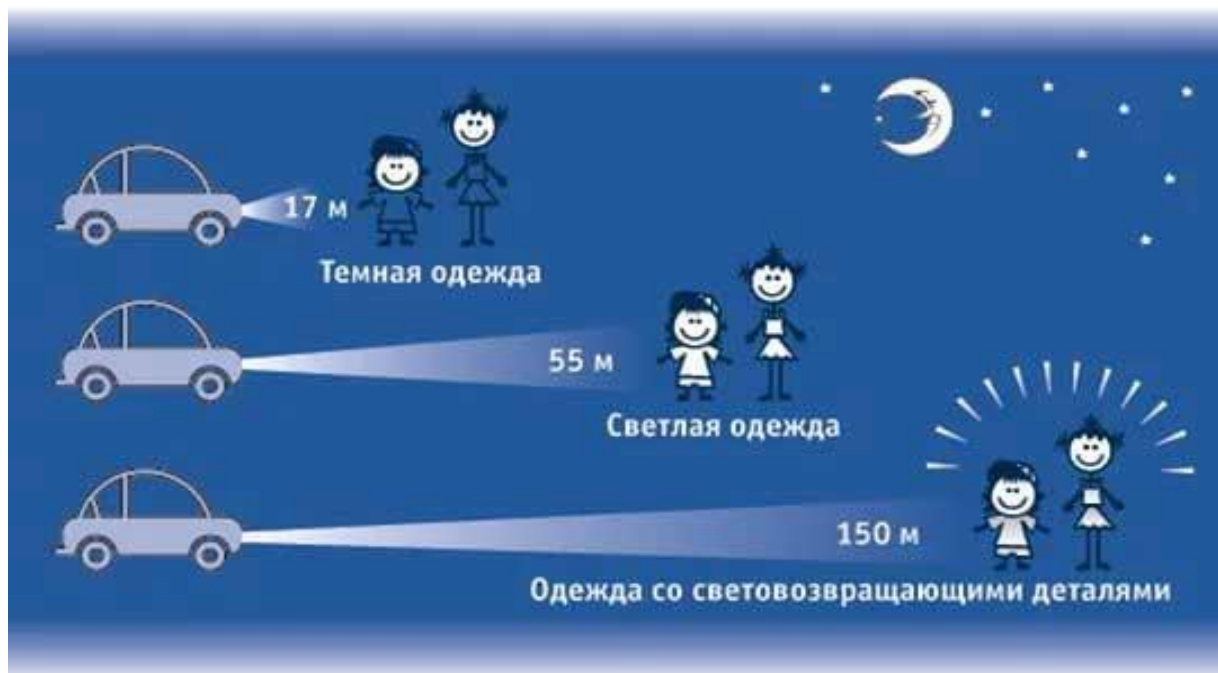 17 м
Темная одежда
55 м
Светлая одежда
150 м
Одежда со световозвращающими деталями